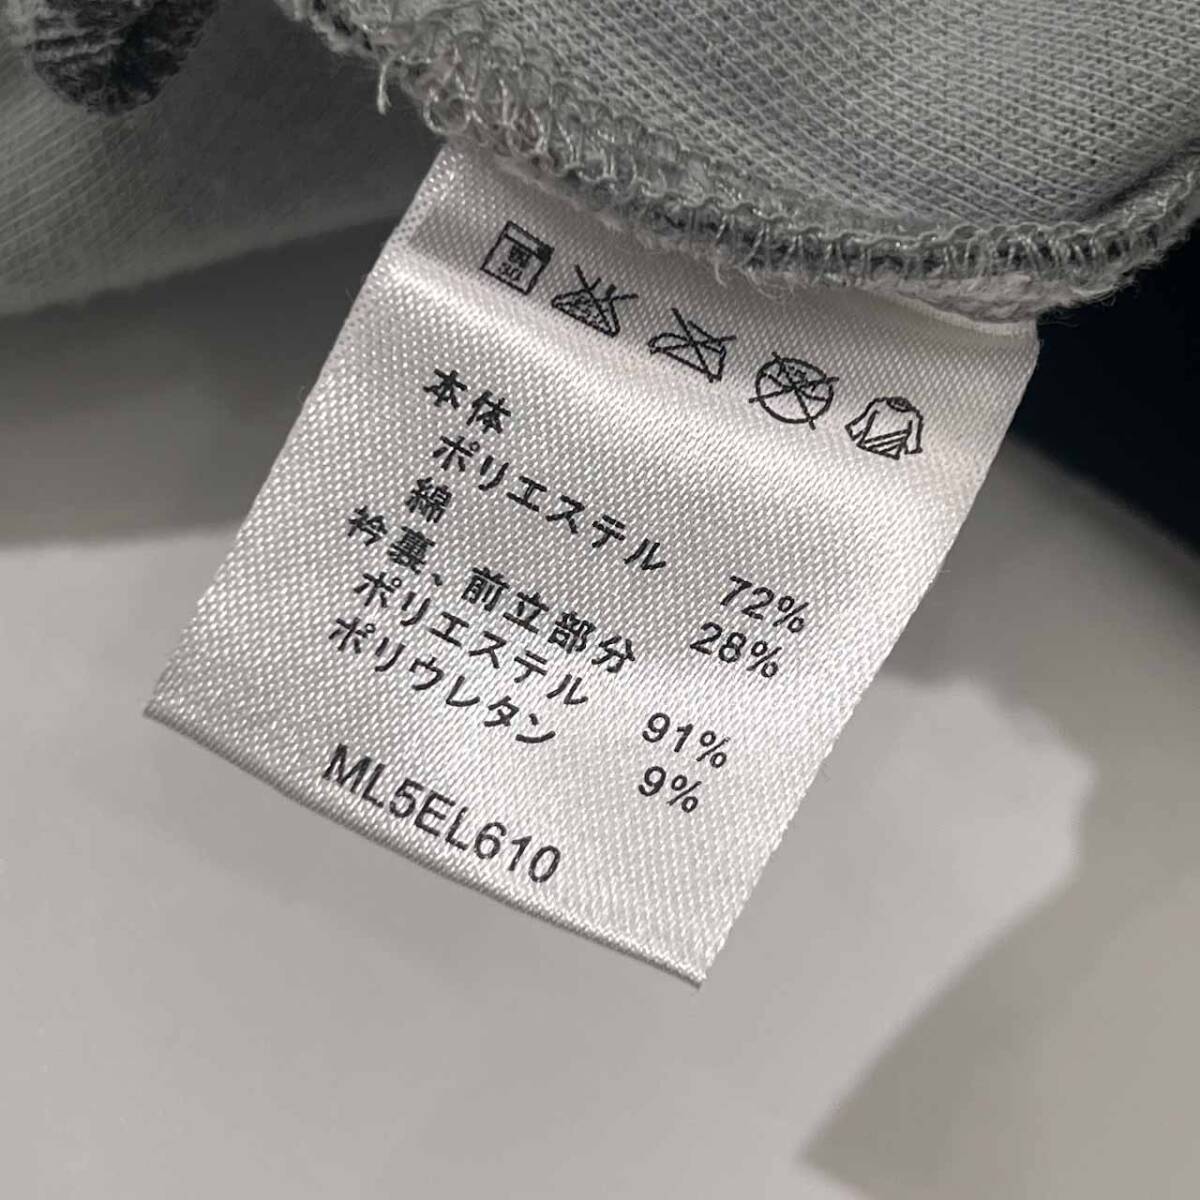 本体
ポリエステル 72%
綿 28%
衿裏、前立部分
ポリエステル 91%
ポリウレタン 9%
ML5EL610